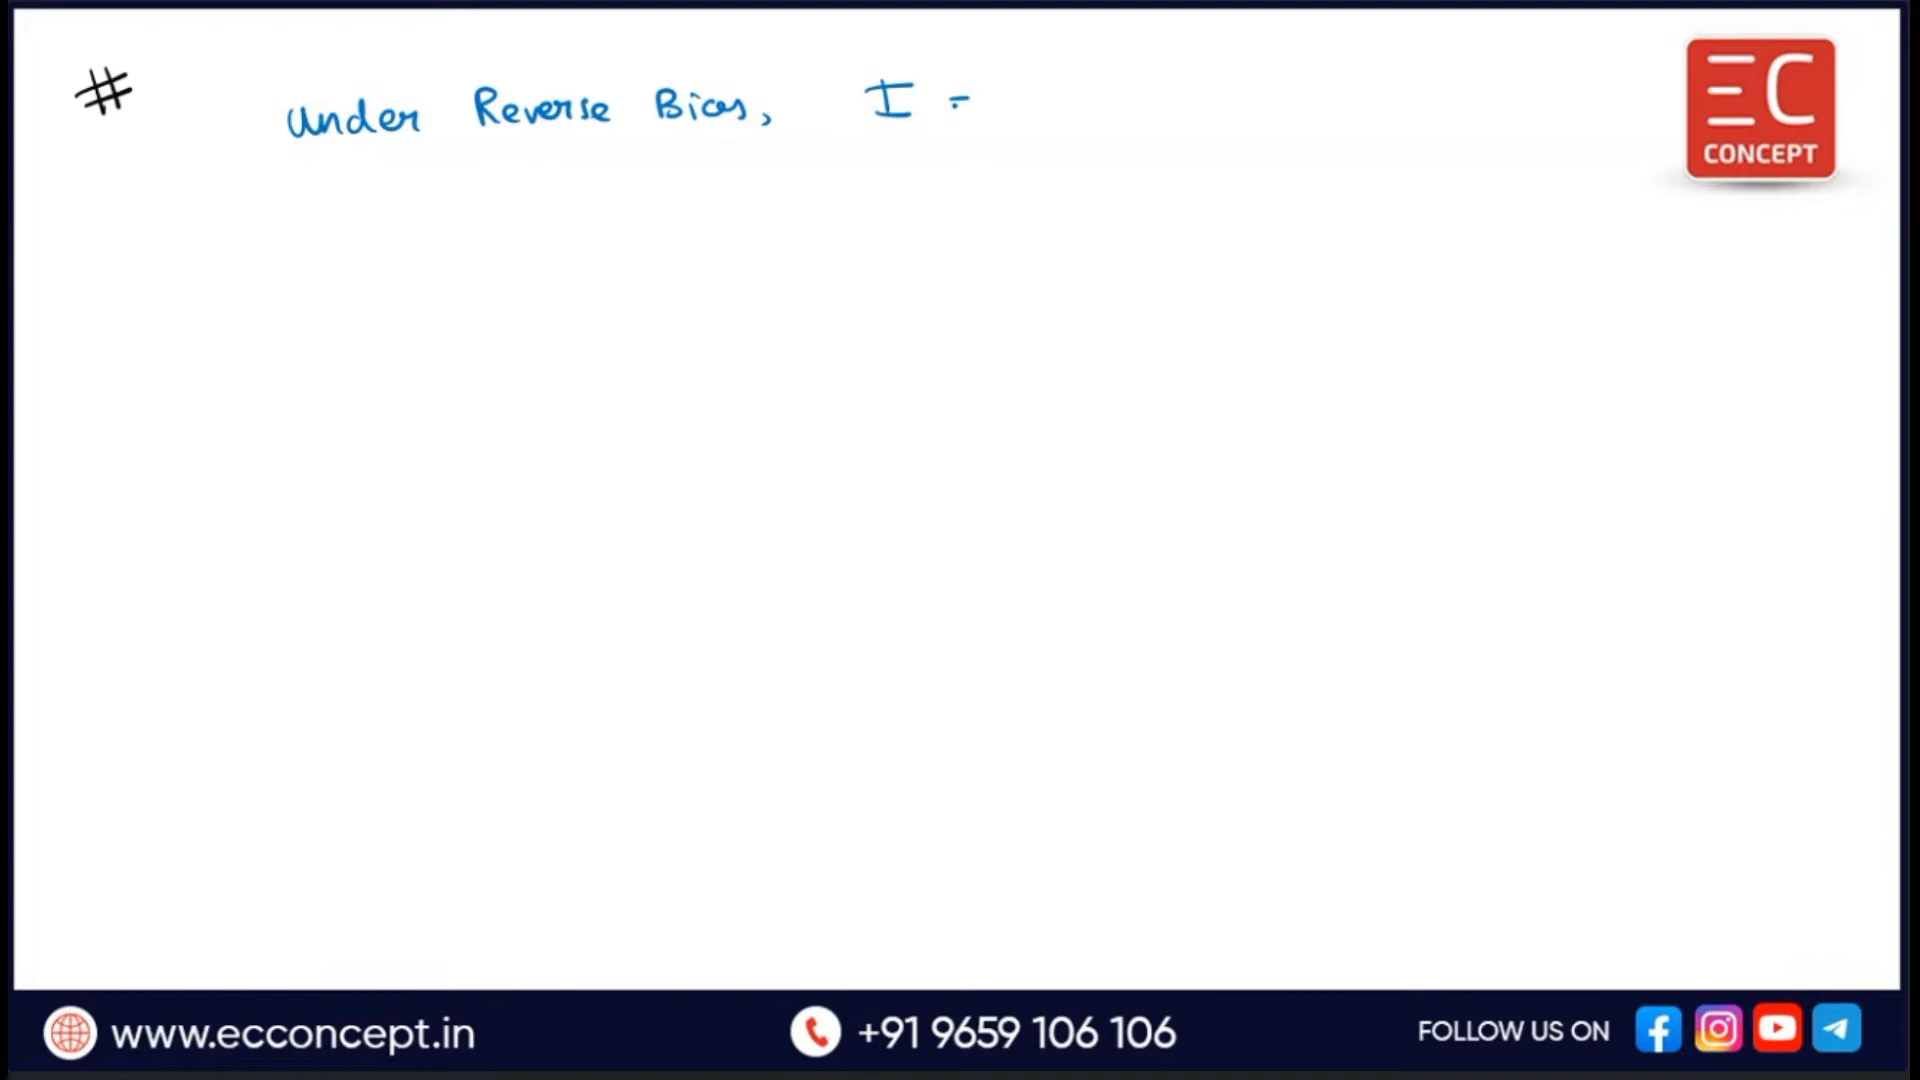 # Under Reverse Bias, I =
EC
CONCEPT
www.ecconcept.in +91 9659 106 106 FOLLOW US ON